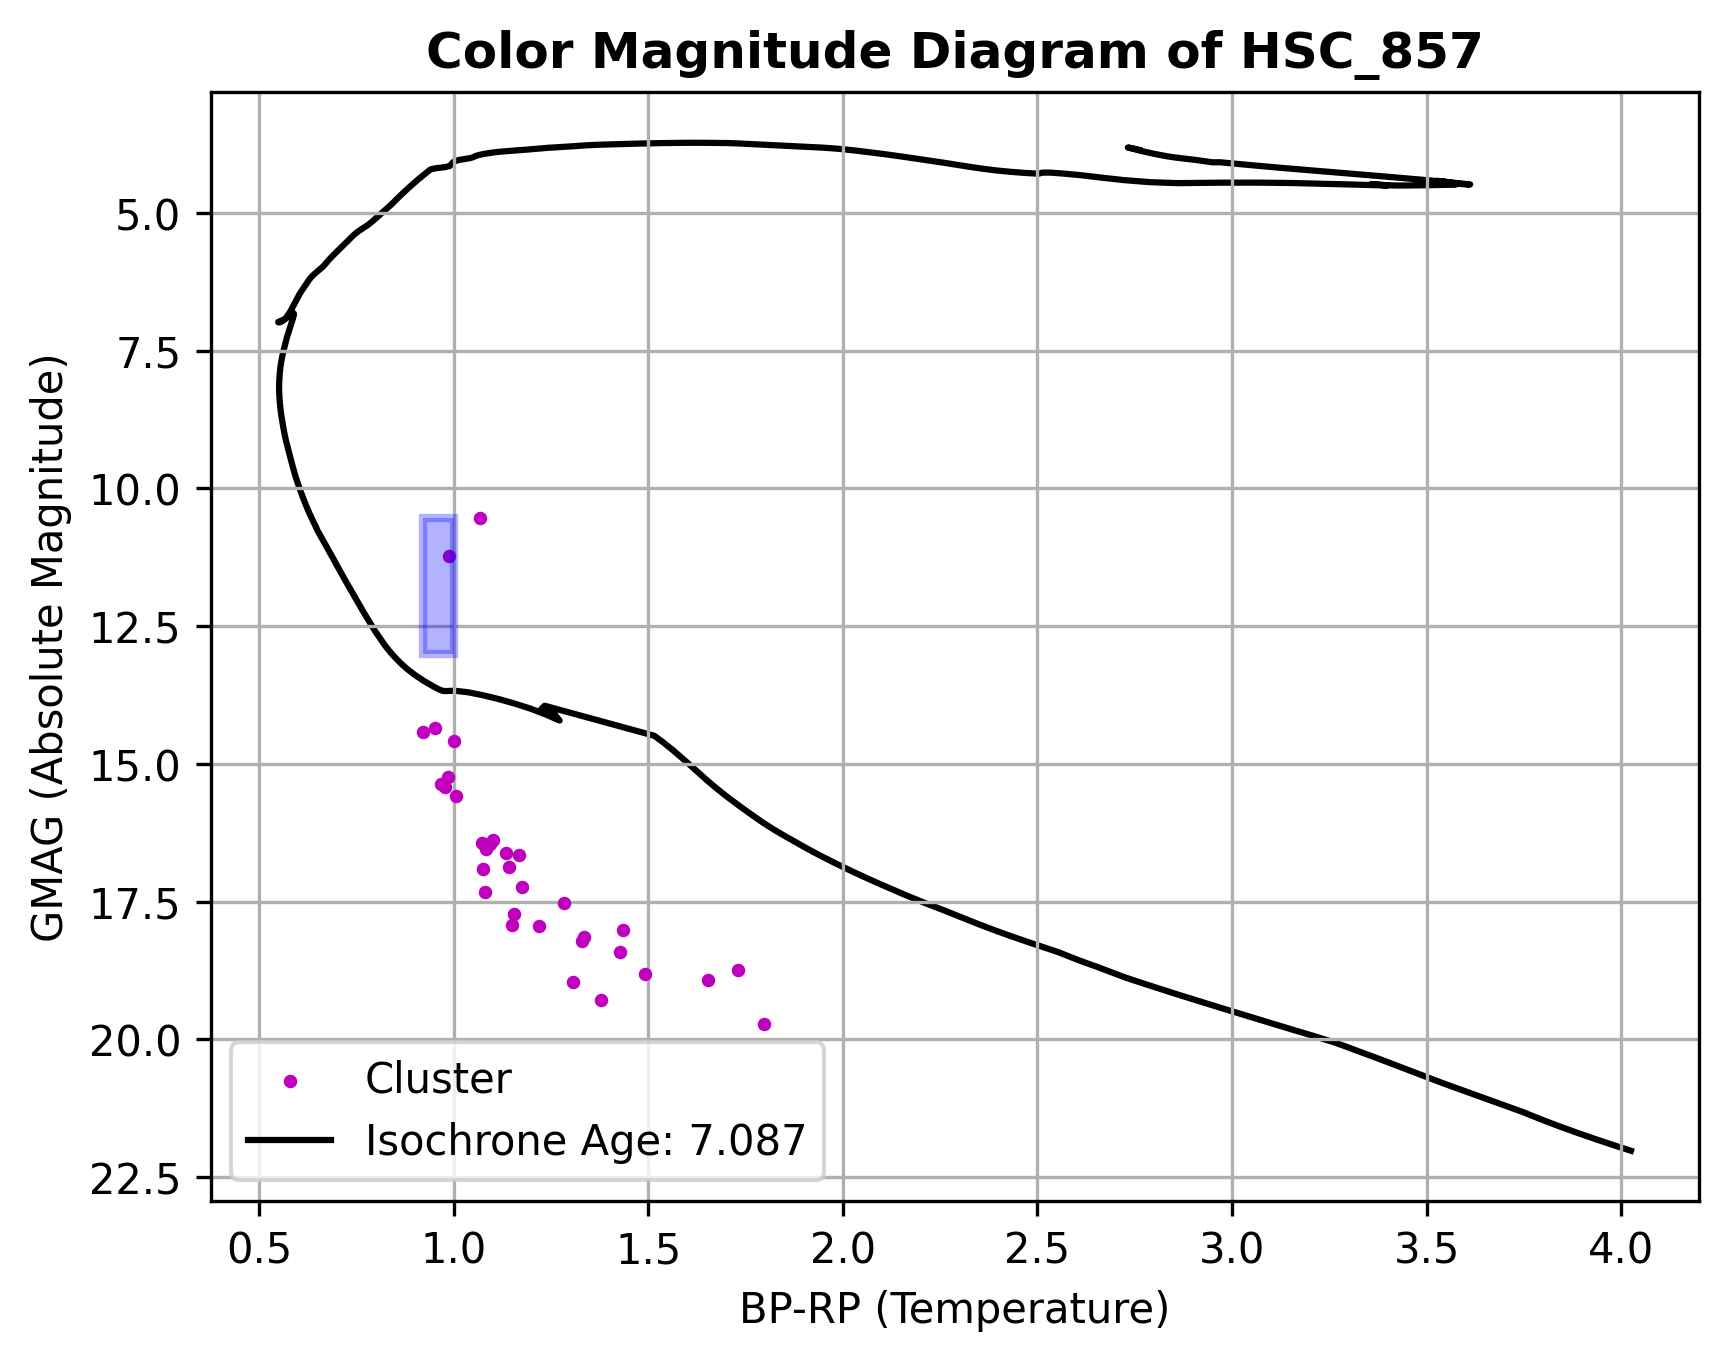 Color Magnitude Diagram of HSC_857
GMAG (Absolute Magnitude)
5.0
7.5
10.0
12.5
15.0
17.5
20.0
22.5
Cluster
Isochrone Age: 7.087
0.5 1.0 1.5 2.0 2.5 3.0 3.5 4.0
BP-RP (Temperature)